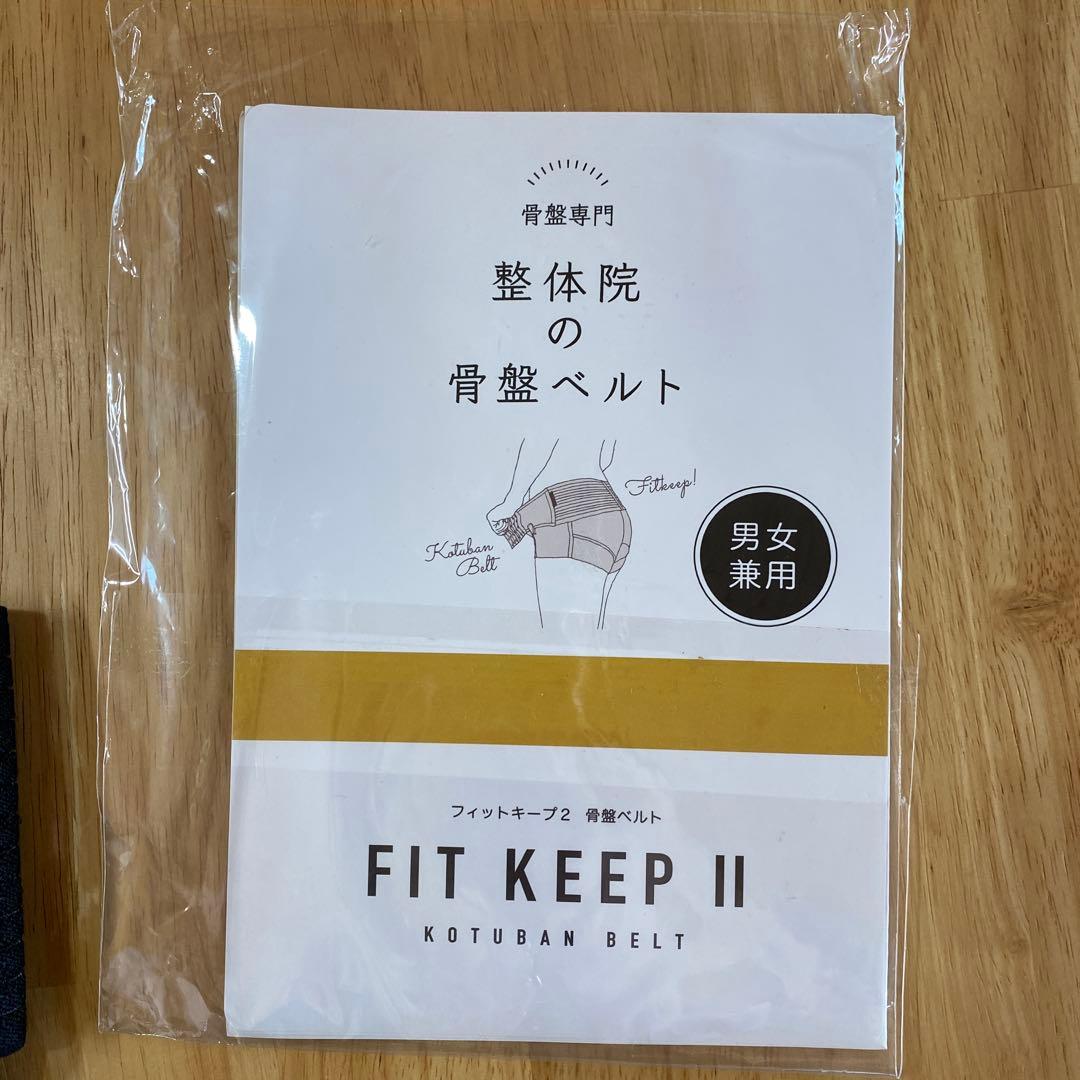 骨盤専門
整体院
の
骨盤ベルト
Fitkeep!
Kotuban
Belt
男女
兼用
フィットキープ2 骨盤ベルト
FIT KEEP II
KOTUBAN BELT